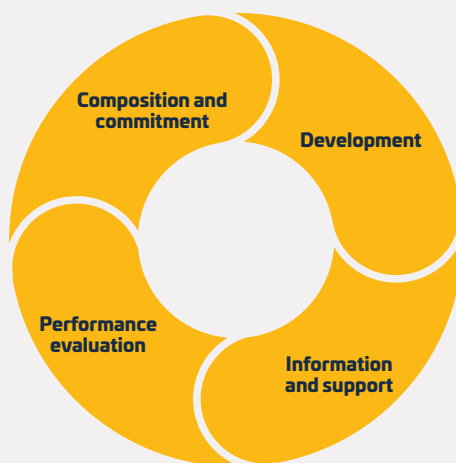 Composition and
commitment
Development
Information
and support
Performance
evaluation